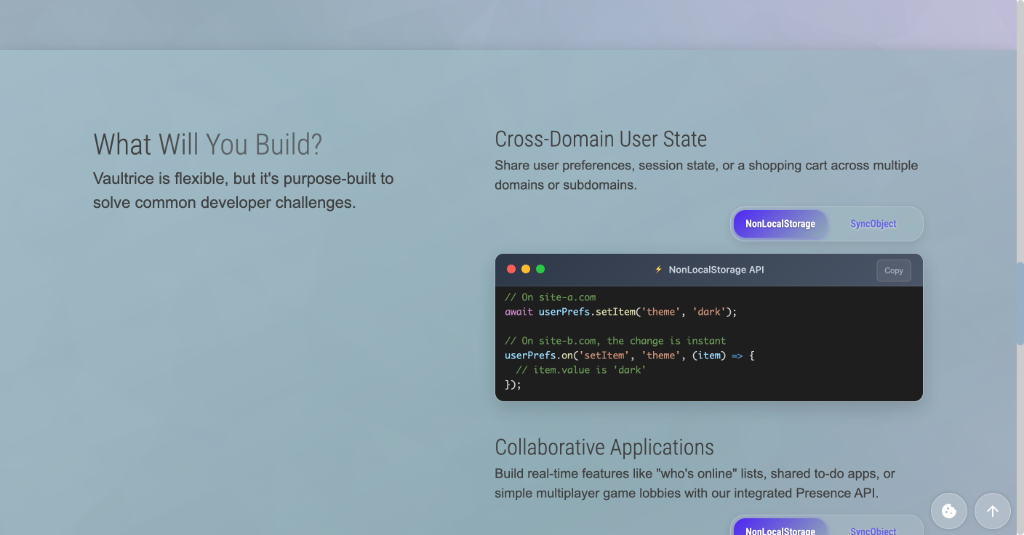 What Will You Build?
Vaultrice is flexible, but it's purpose-built to
solve common developer challenges.
Cross-Domain User State
Share user preferences, session state, or a shopping cart across multiple
domains or subdomains.
NonLocalStorage SyncObject
⚡ NonLocalStorage API Copy
// On site-a.com
await userPrefs.setItem('theme', 'dark');
// On site-b.com, the change is instant
userPrefs.on('setItem', 'theme', (item) => {
// item.value is 'dark'
});
Collaborative Applications
Build real-time features like "who's online" lists, shared to-do apps, or
simple multiplayer game lobbies with our integrated Presence API.
NonLocalStorage SyncObject